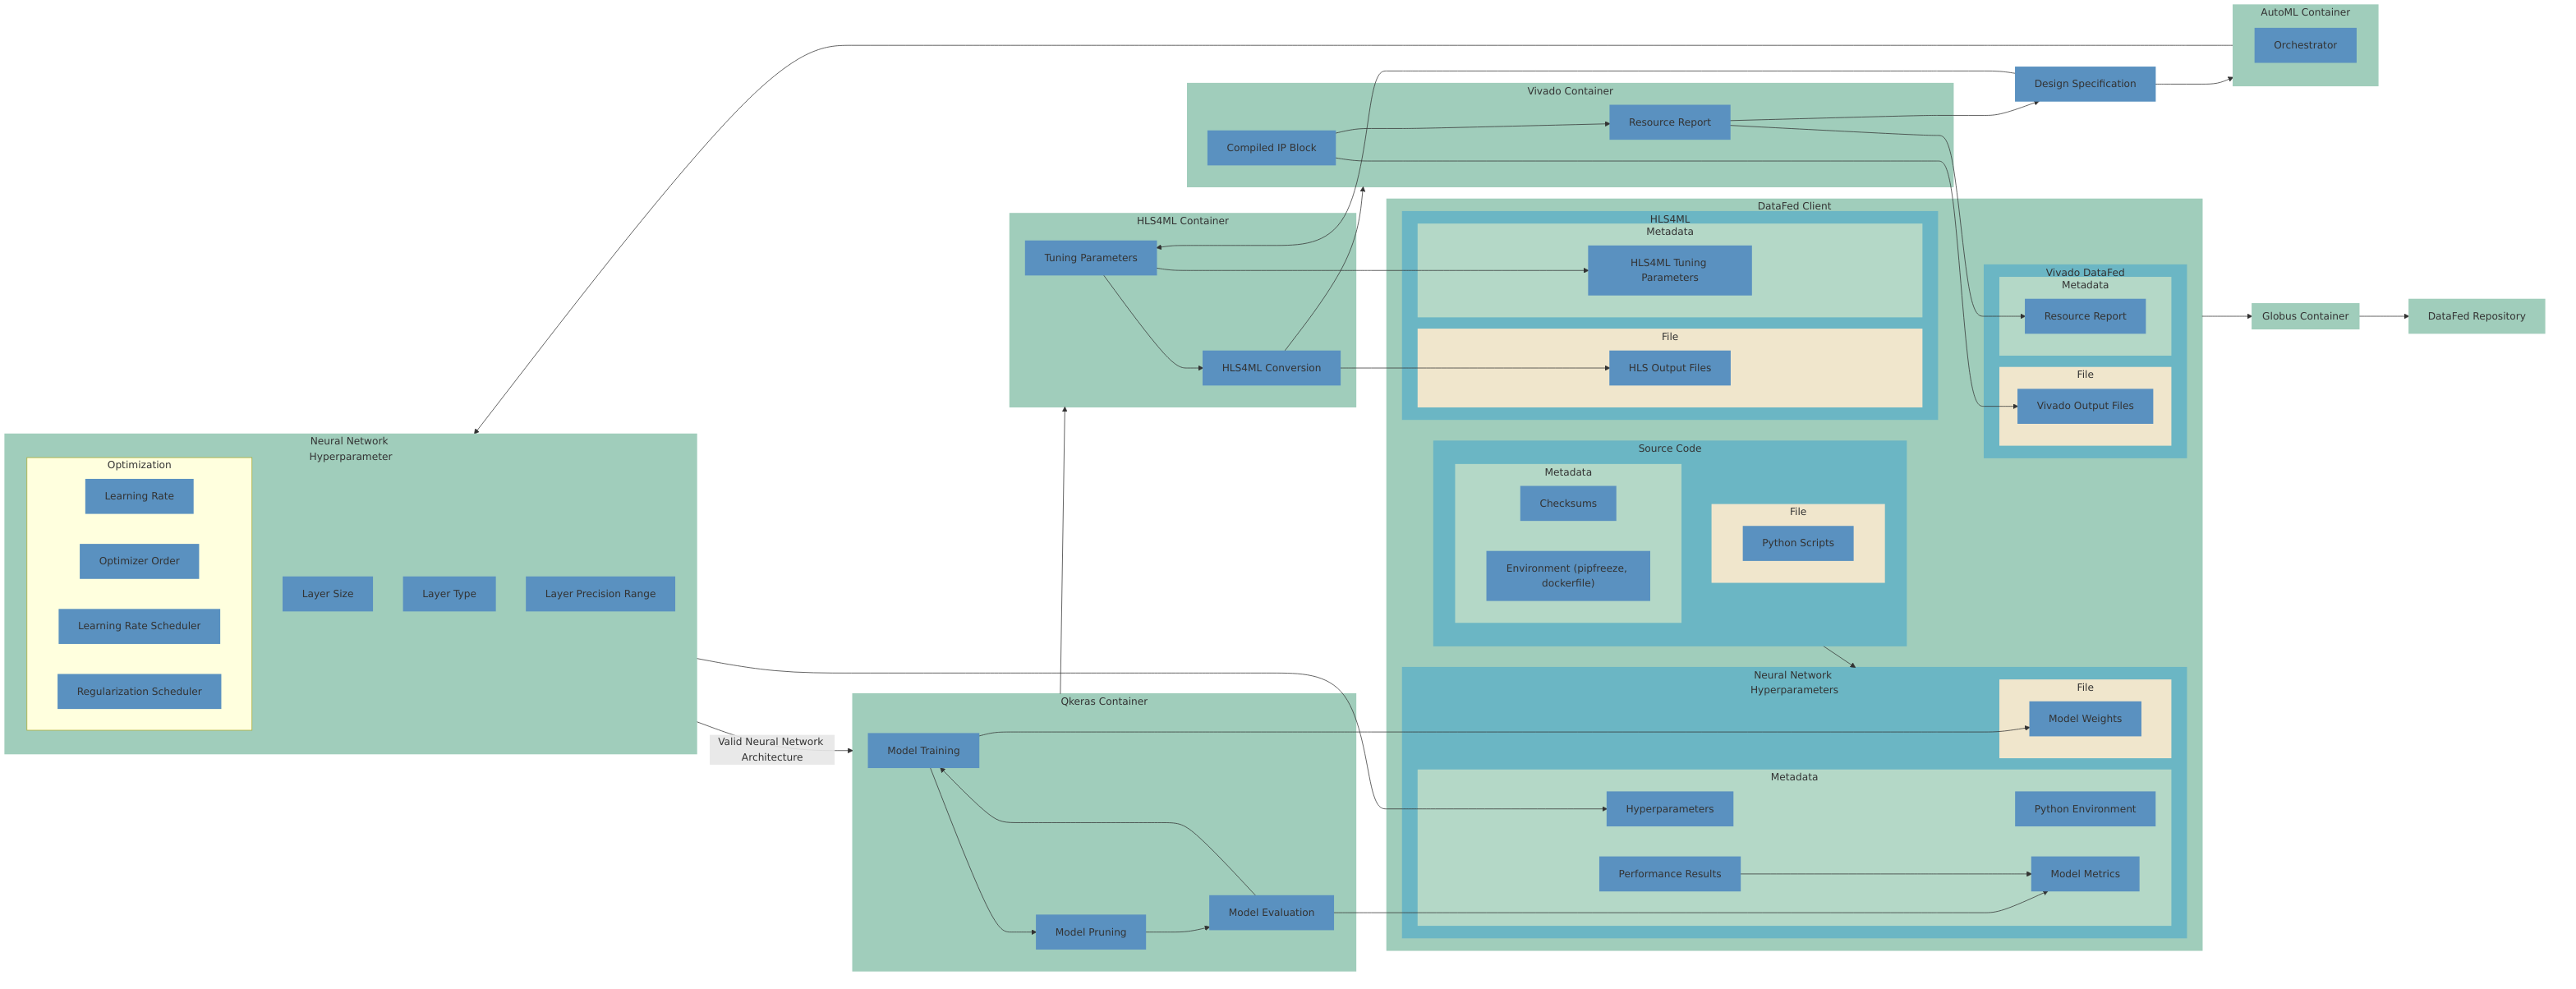 AutoML Container
Orchestrator
Design Specification
Vivado Container
Resource Report
Compiled IP Block
HLS4ML Container
Tuning Parameters
HLS4ML Conversion
DataFed Client
HLS4ML
Metadata
HLS4ML Tuning
Parameters
File
HLS Output Files
Vivado DataFed
Metadata
Resource Report
File
Vivado Output Files
Globus Container
DataFed Repository
Source Code
Metadata
Checksums
Environment (pipfreeze,
dockerfile)
File
Python Scripts
Neural Network
Hyperparameter
Optimization
Learning Rate
Optimizer Order
Learning Rate Scheduler
Regularization Scheduler
Layer Size
Layer Type
Layer Precision Range
Valid Neural Network
Architecture
Qkeras Container
Model Training
Model Pruning
Model Evaluation
Neural Network
Hyperparameters
File
Model Weights
Metadata
Hyperparameters
Python Environment
Performance Results
Model Metrics